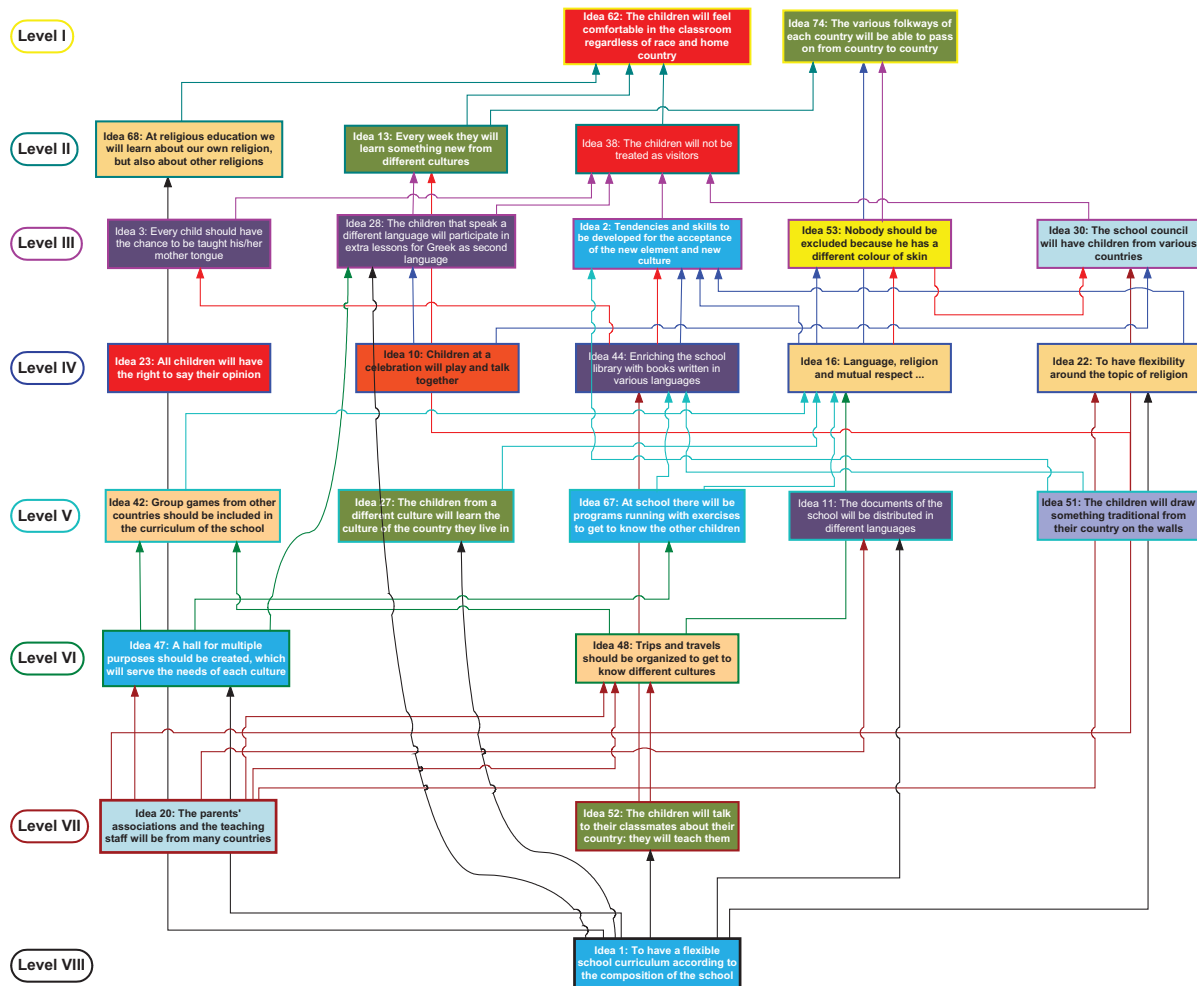 Level I
Idea 62: The children will feel
comfortable in the classroom
regardless of race and home
country
Idea 74: The various folkways of
each country will be able to pass
on from country to country
Level II
Idea 68: At religious education we
will learn about our own religion,
but also about other religions
Idea 13: Every week they will
learn something new from
different cultures
Idea 38: The children will not be
treated as visitors
Level III
Idea 3: Every child should have
the chance to be taught his/her
mother tongue
Idea 28: The children that speak a
different language will participate in
extra lessons for Greek as second
language
Idea 2: Tendencies and skills to
be developed for the acceptance
of the new element and new
culture
Idea 53: Nobody should be
excluded because he has a
different colour of skin
Idea 30: The school council
will have children from various
countries
Level IV
Idea 23: All children will have
the right to say their opinion
Idea 10: Children at a
celebration will play and talk
together
Idea 44: Enriching the school
library with books written in
various languages
Idea 16: Language, religion
and mutual respect ...
Idea 22: To have flexibility
around the topic of religion
Level V
Idea 42: Group games from other
countries should be included in
the curriculum of the school
Idea 27: The children from a
different culture will learn the
culture of the country they live in
Idea 67: At school there will be
programs running with exercises
to get to know the other children
Idea 11: The documents of the
school will be distributed in
different languages
Idea 51: The children will draw
something traditional from
their country on the walls
Level VI
Idea 47: A hall for multiple
purposes should be created, which
will serve the needs of each culture
Idea 48: Trips and travels
should be organized to get to
know different cultures
Level VII
Idea 20: The parents'
associations and the teaching
staff will be from many countries
Idea 52: The children will talk
to their classmates about their
country: they will teach them
Level VIII
Idea 1: To have a flexible
school curriculum according to
the composition of the school